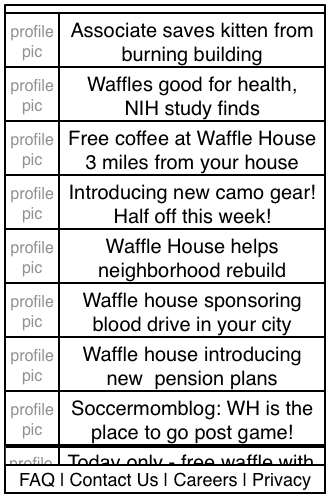 profile
pic
Associate saves kitten from
burning building
profile
pic
Waffles good for health,
NIH study finds
profile
pic
Free coffee at Waffle House
3 miles from your house
profile
pic
Introducing new camo gear!
Half off this week!
profile
pic
Waffle House helps
neighborhood rebuild
profile
pic
Waffle house sponsoring
blood drive in your city
profile
pic
Waffle house introducing
new  pension plans
profile
pic
Soccermomblog: WH is the
place to go post game!
profile
Today only - free waffle with
FAQ | Contact Us | Careers | Privacy